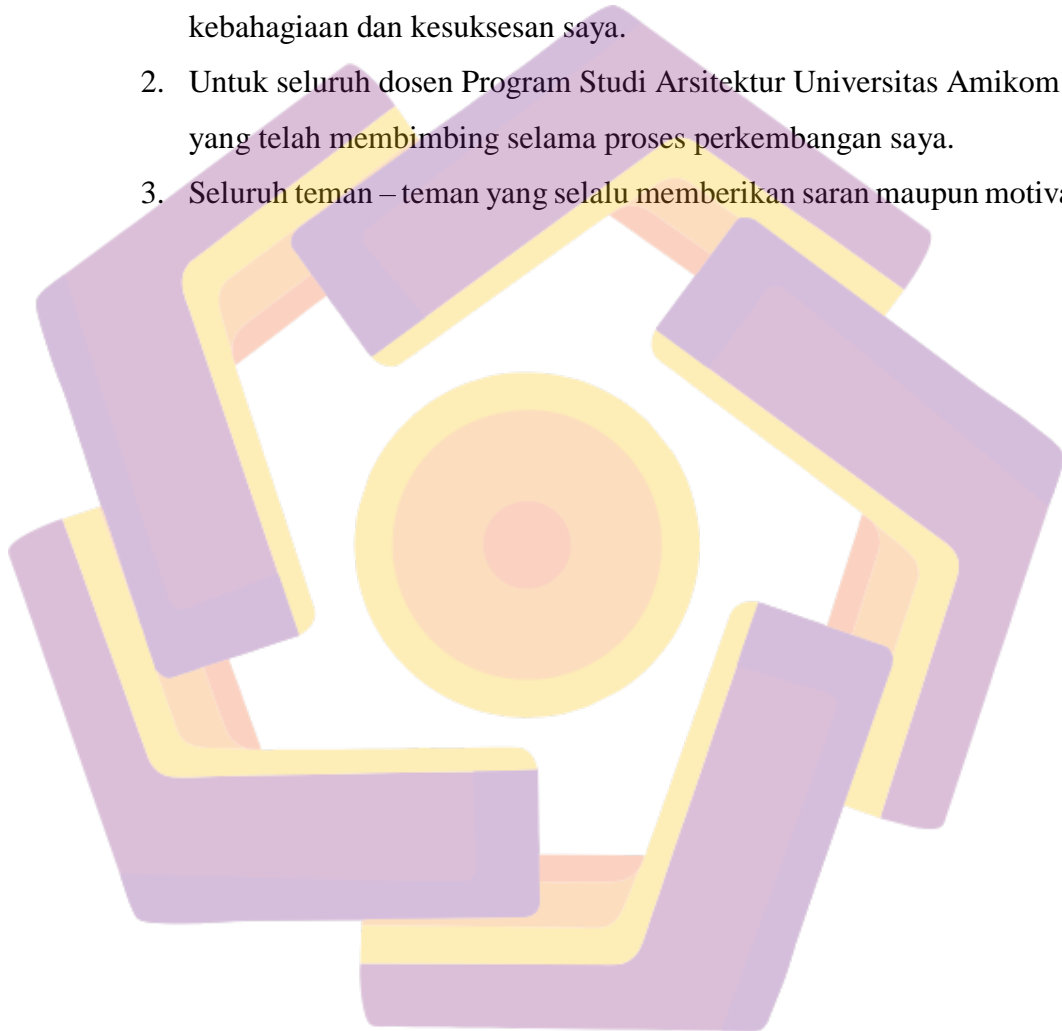 kebahagiaan dan kesuksesan saya.
2. Untuk seluruh dosen Program Studi Arsitektur Universitas Amikom
yang telah membimbing selama proses perkembangan saya.
3. Seluruh teman – teman yang selalu memberikan saran maupun